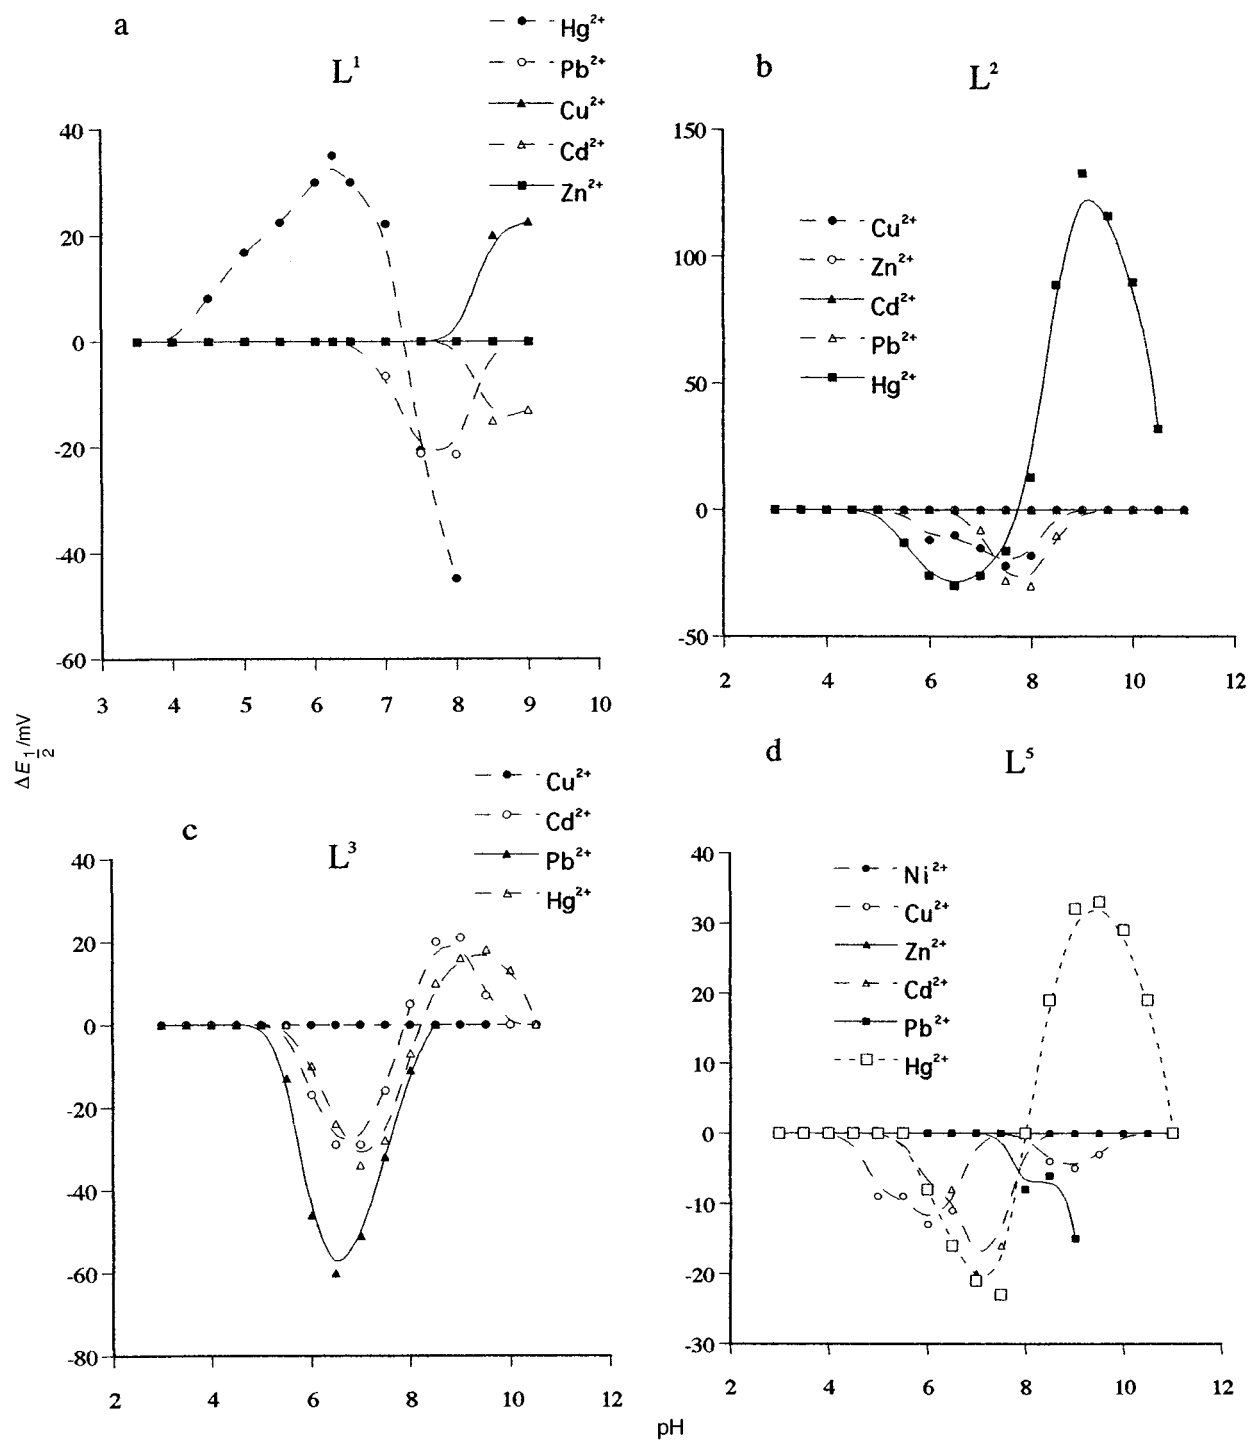 a
L¹
Hg²⁺
Pb²⁺
Cu²⁺
Cd²⁺
Zn²⁺
40
20
0
-20
-40
-60
3 4 5 6 7 8 9 10
b
L²
150
100
50
0
-50
Cu²⁺
Zn²⁺
Cd²⁺
Pb²⁺
Hg²⁺
2 4 6 8 10 12
ΔE½/mV
c
L³
Cu²⁺
Cd²⁺
Pb²⁺
Hg²⁺
40
20
0
-20
-40
-60
-80
2 4 6 8 10 12
d
L⁵
Ni²⁺
Cu²⁺
Zn²⁺
Cd²⁺
Pb²⁺
Hg²⁺
40
30
20
10
0
-10
-20
-30
2 4 6 8 10 12
pH